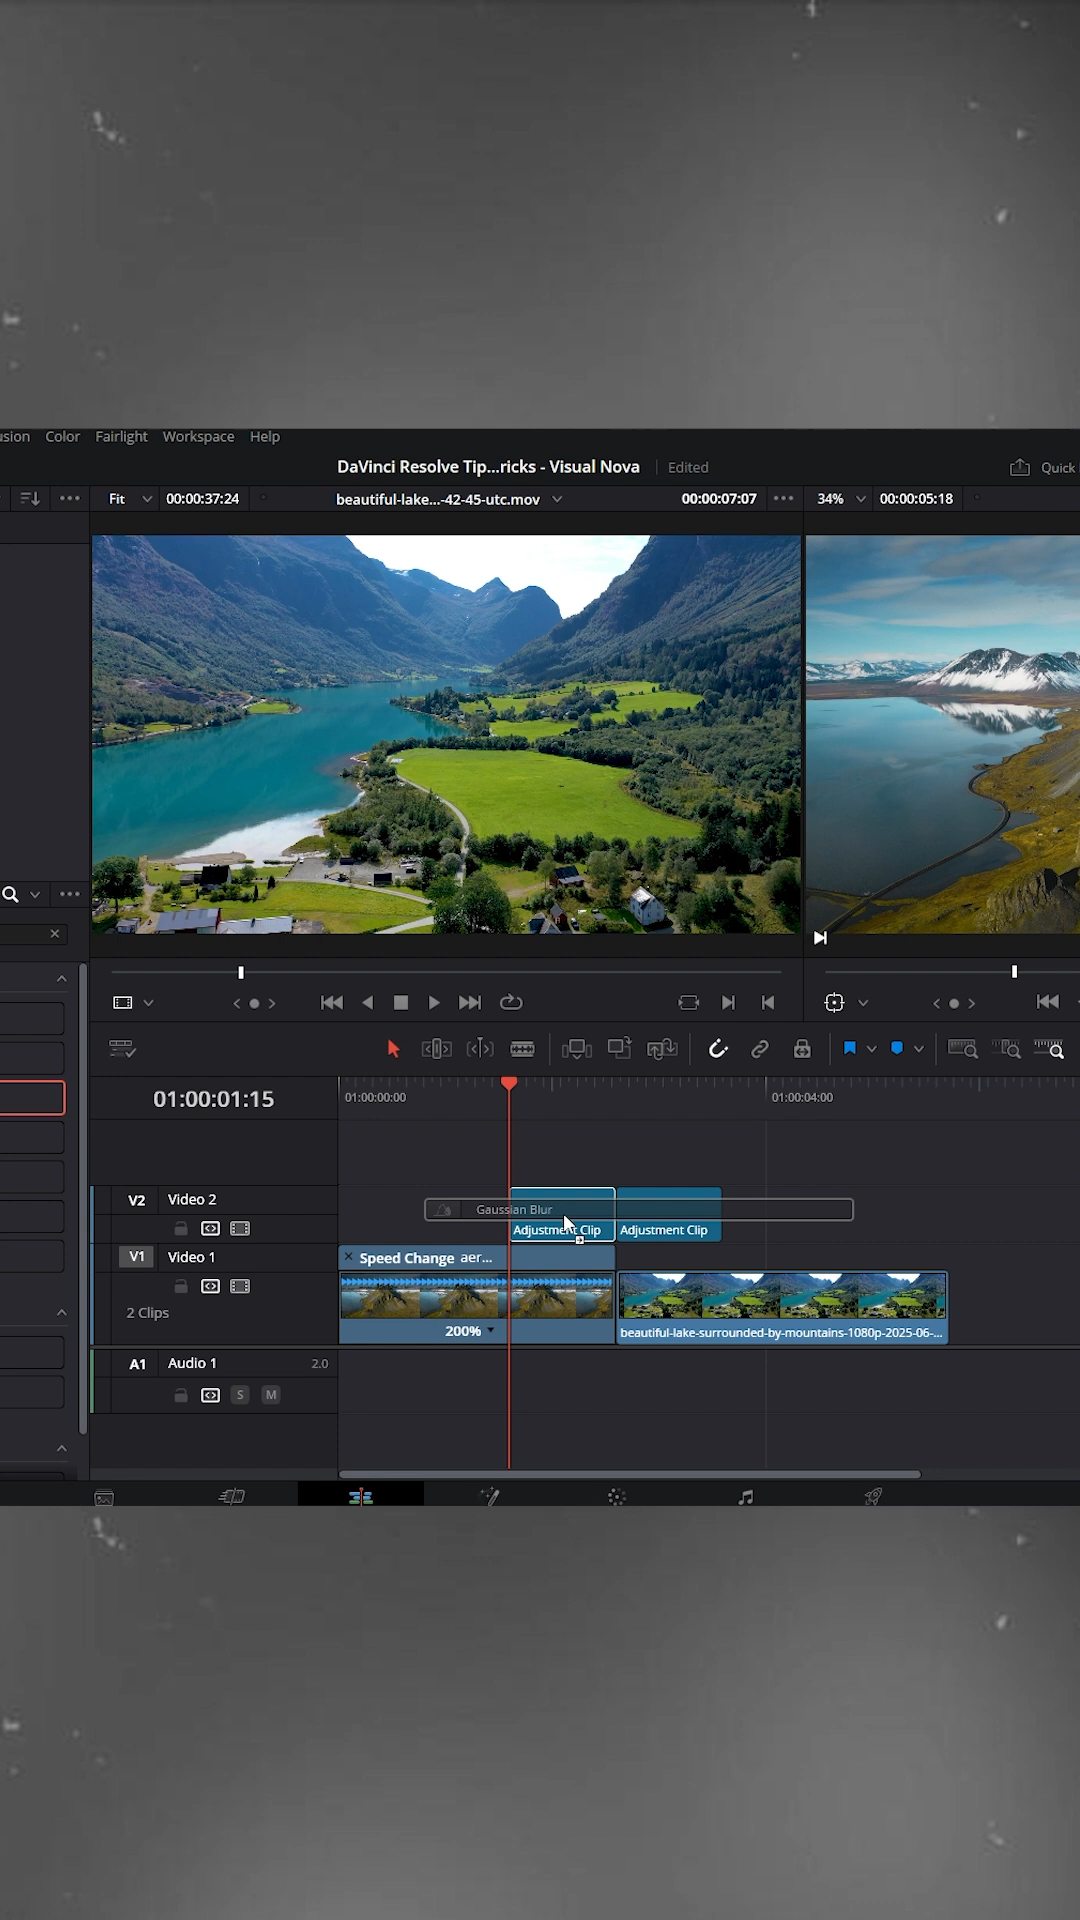 usion Color Fairlight Workspace Help
DaVinci Resolve Tip...ricks - Visual Nova Edited Quick
Fit 00:00:37:24 beautiful-lake...-42-45-utc.mov 00:00:07:07 34% 00:00:05:18
01:00:01:15 01:00:00:00 01:00:04:00
V2 Video 2
Gaussian Blur
Adjustment Clip Adjustment Clip
V1 Video 1 Speed Change aer...
2 Clips
200% beautiful-lake-surrounded-by-mountains-1080p-2025-06-...
A1 Audio 1 2.0
S M